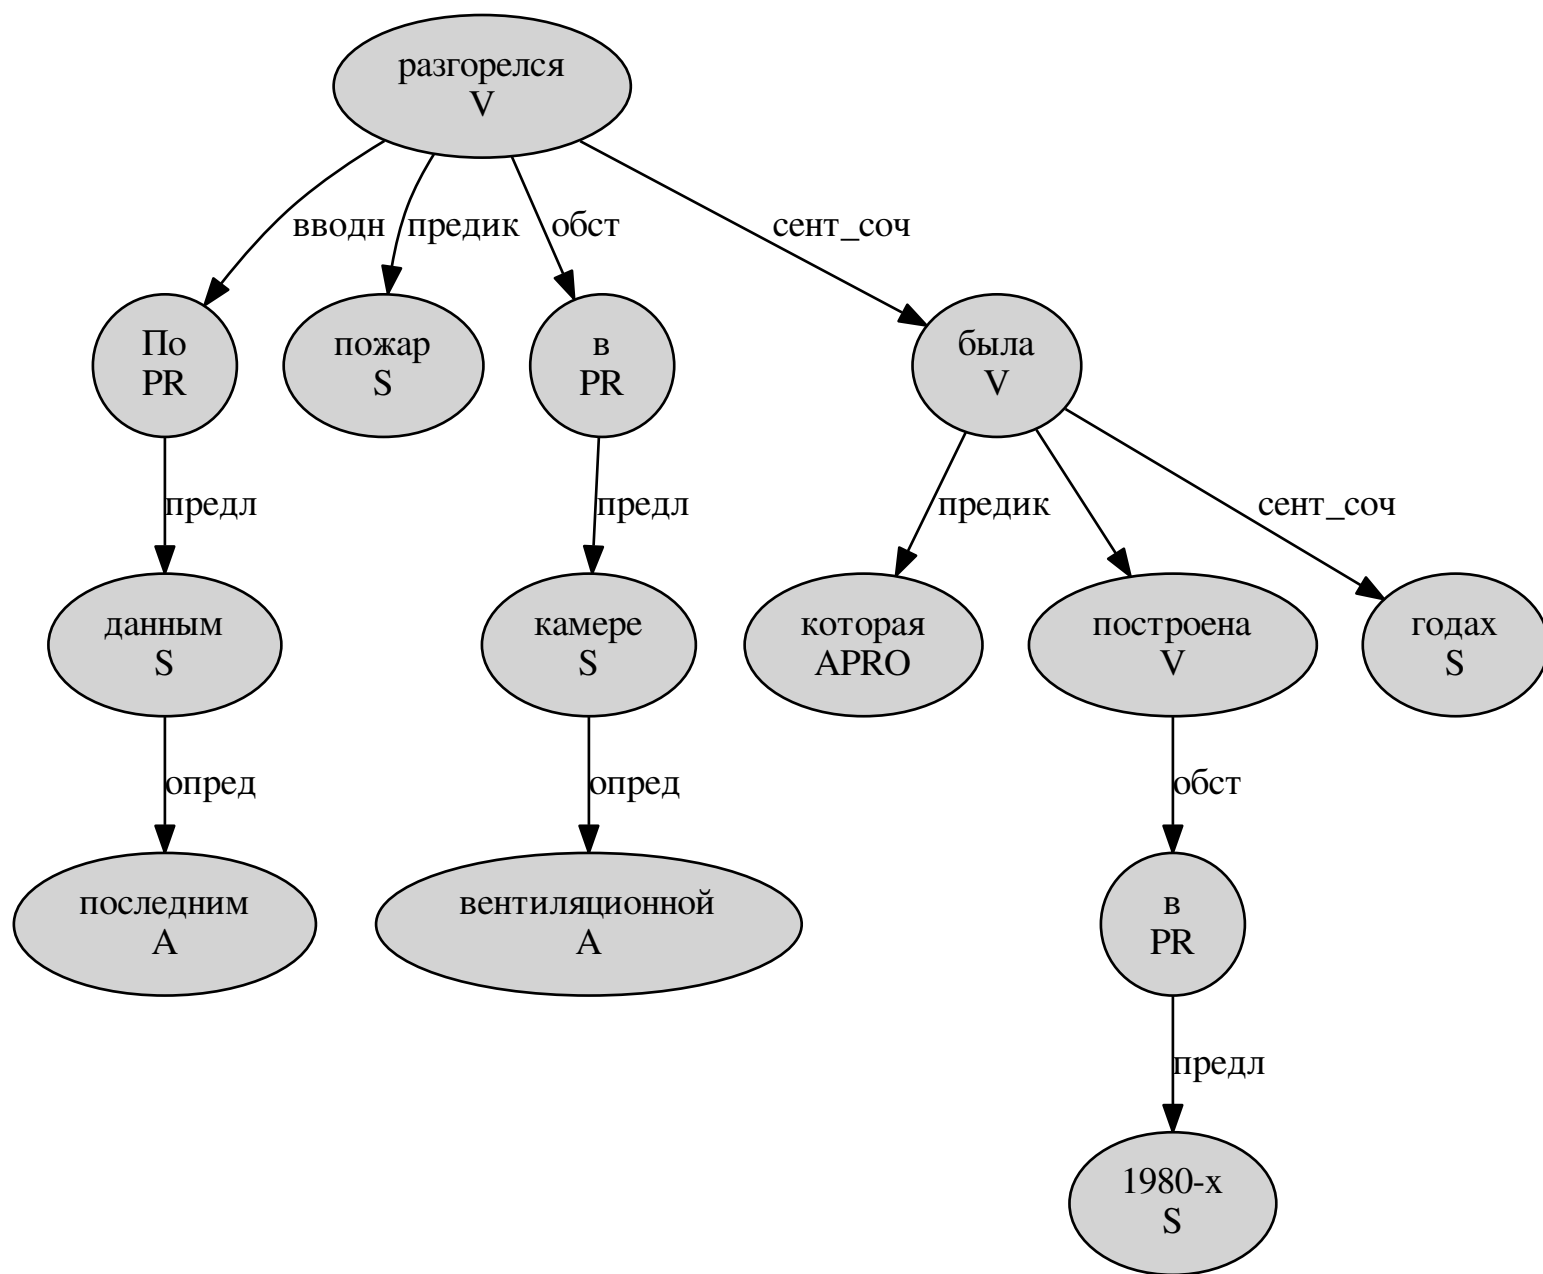 разгорелся
V
вводн
предик
обст
сент_соч
По
PR
пожар
S
в
PR
была
V
предл
предл
предик
сент_соч
данным
S
камере
S
которая
APRO
построена
V
годах
S
опред
опред
обст
последним
A
вентиляционной
A
в
PR
предл
1980-х
S